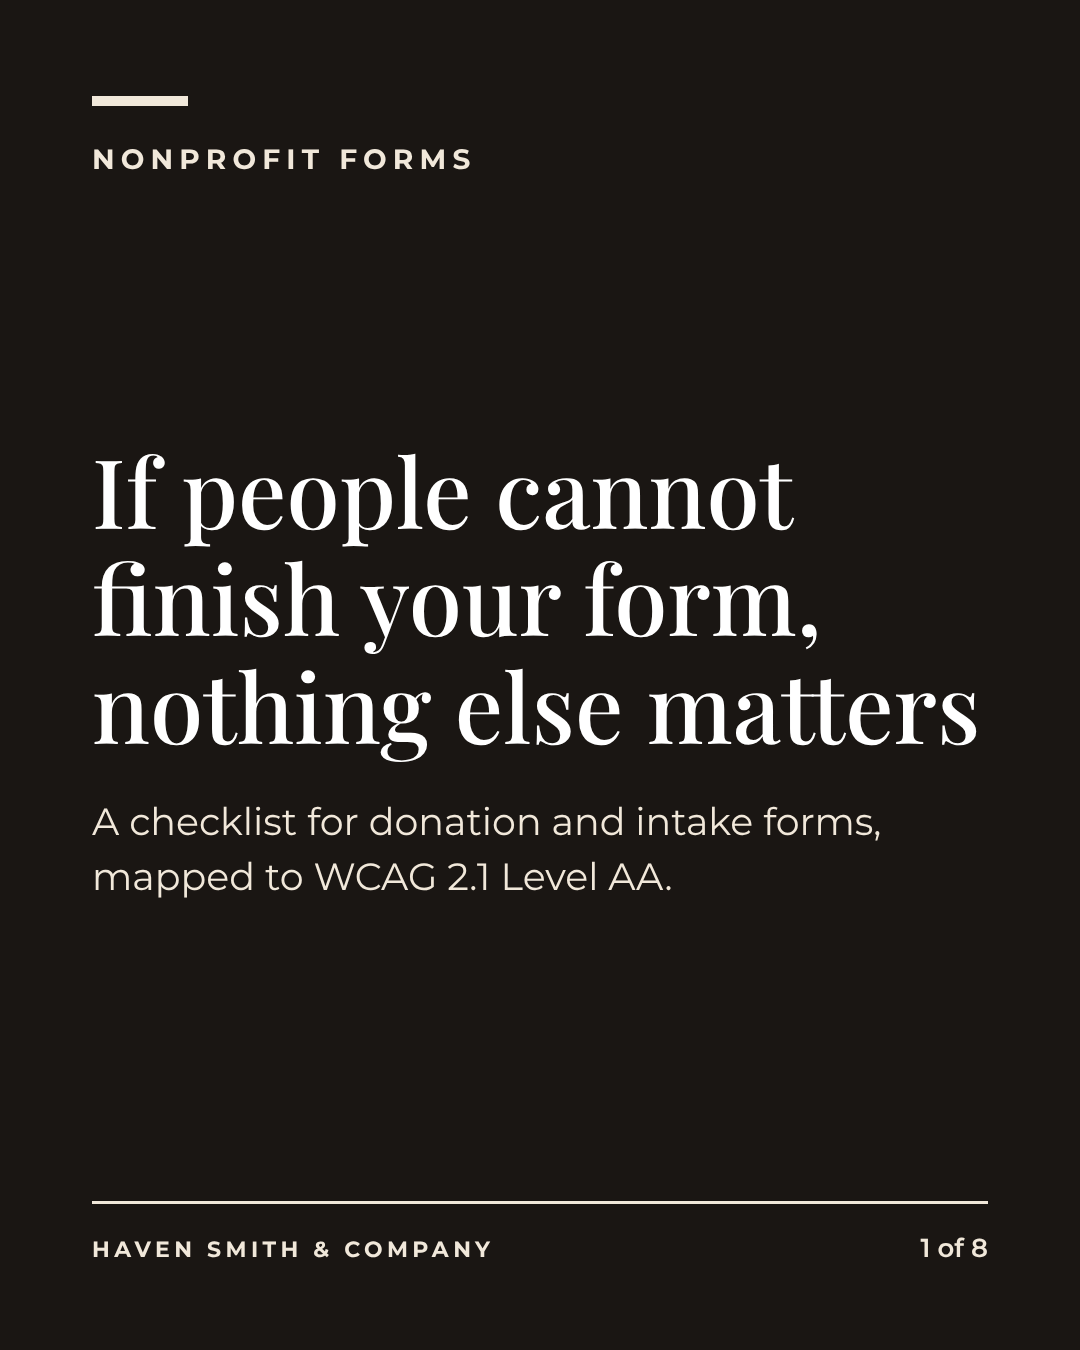 NONPROFIT FORMS
If people cannot
finish your form,
nothing else matters
A checklist for donation and intake forms,
mapped to WCAG 2.1 Level AA.
HAVEN SMITH & COMPANY
1 of 8